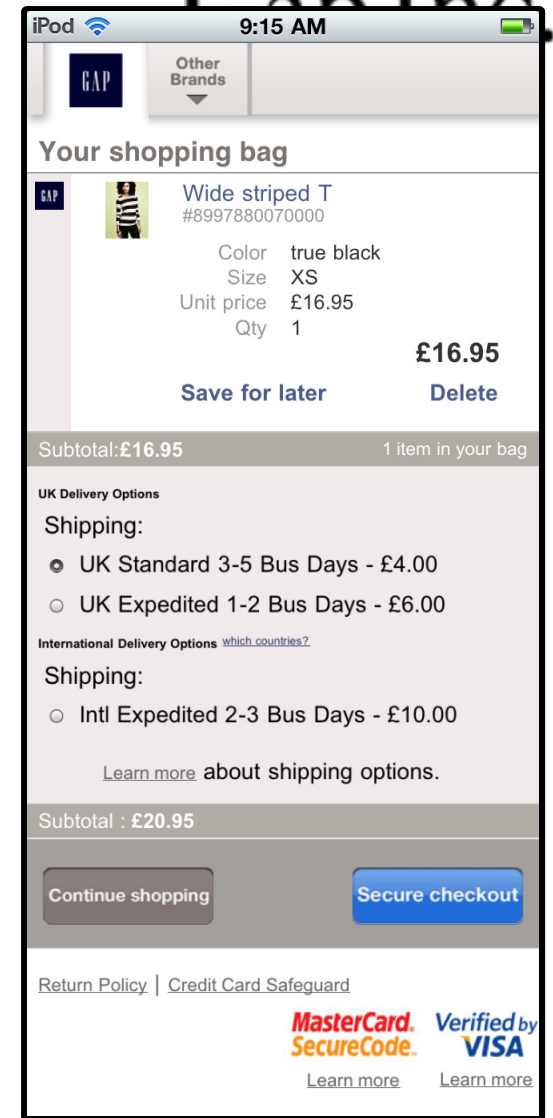 iPod 9:15 AM
GAP Other Brands
Your shopping bag
GAP Wide striped T
#8997880070000
Color true black
Size XS
Unit price £16.95
Qty 1
£16.95
Save for later Delete
Subtotal:£16.95 1 item in your bag
UK Delivery Options
Shipping:
UK Standard 3-5 Bus Days - £4.00
UK Expedited 1-2 Bus Days - £6.00
International Delivery Options which countries?
Shipping:
Intl Expedited 2-3 Bus Days - £10.00
Learn more about shipping options.
Subtotal : £20.95
Continue shopping Secure checkout
Return Policy | Credit Card Safeguard
MasterCard. Verified by
SecureCode. VISA
Learn more Learn more